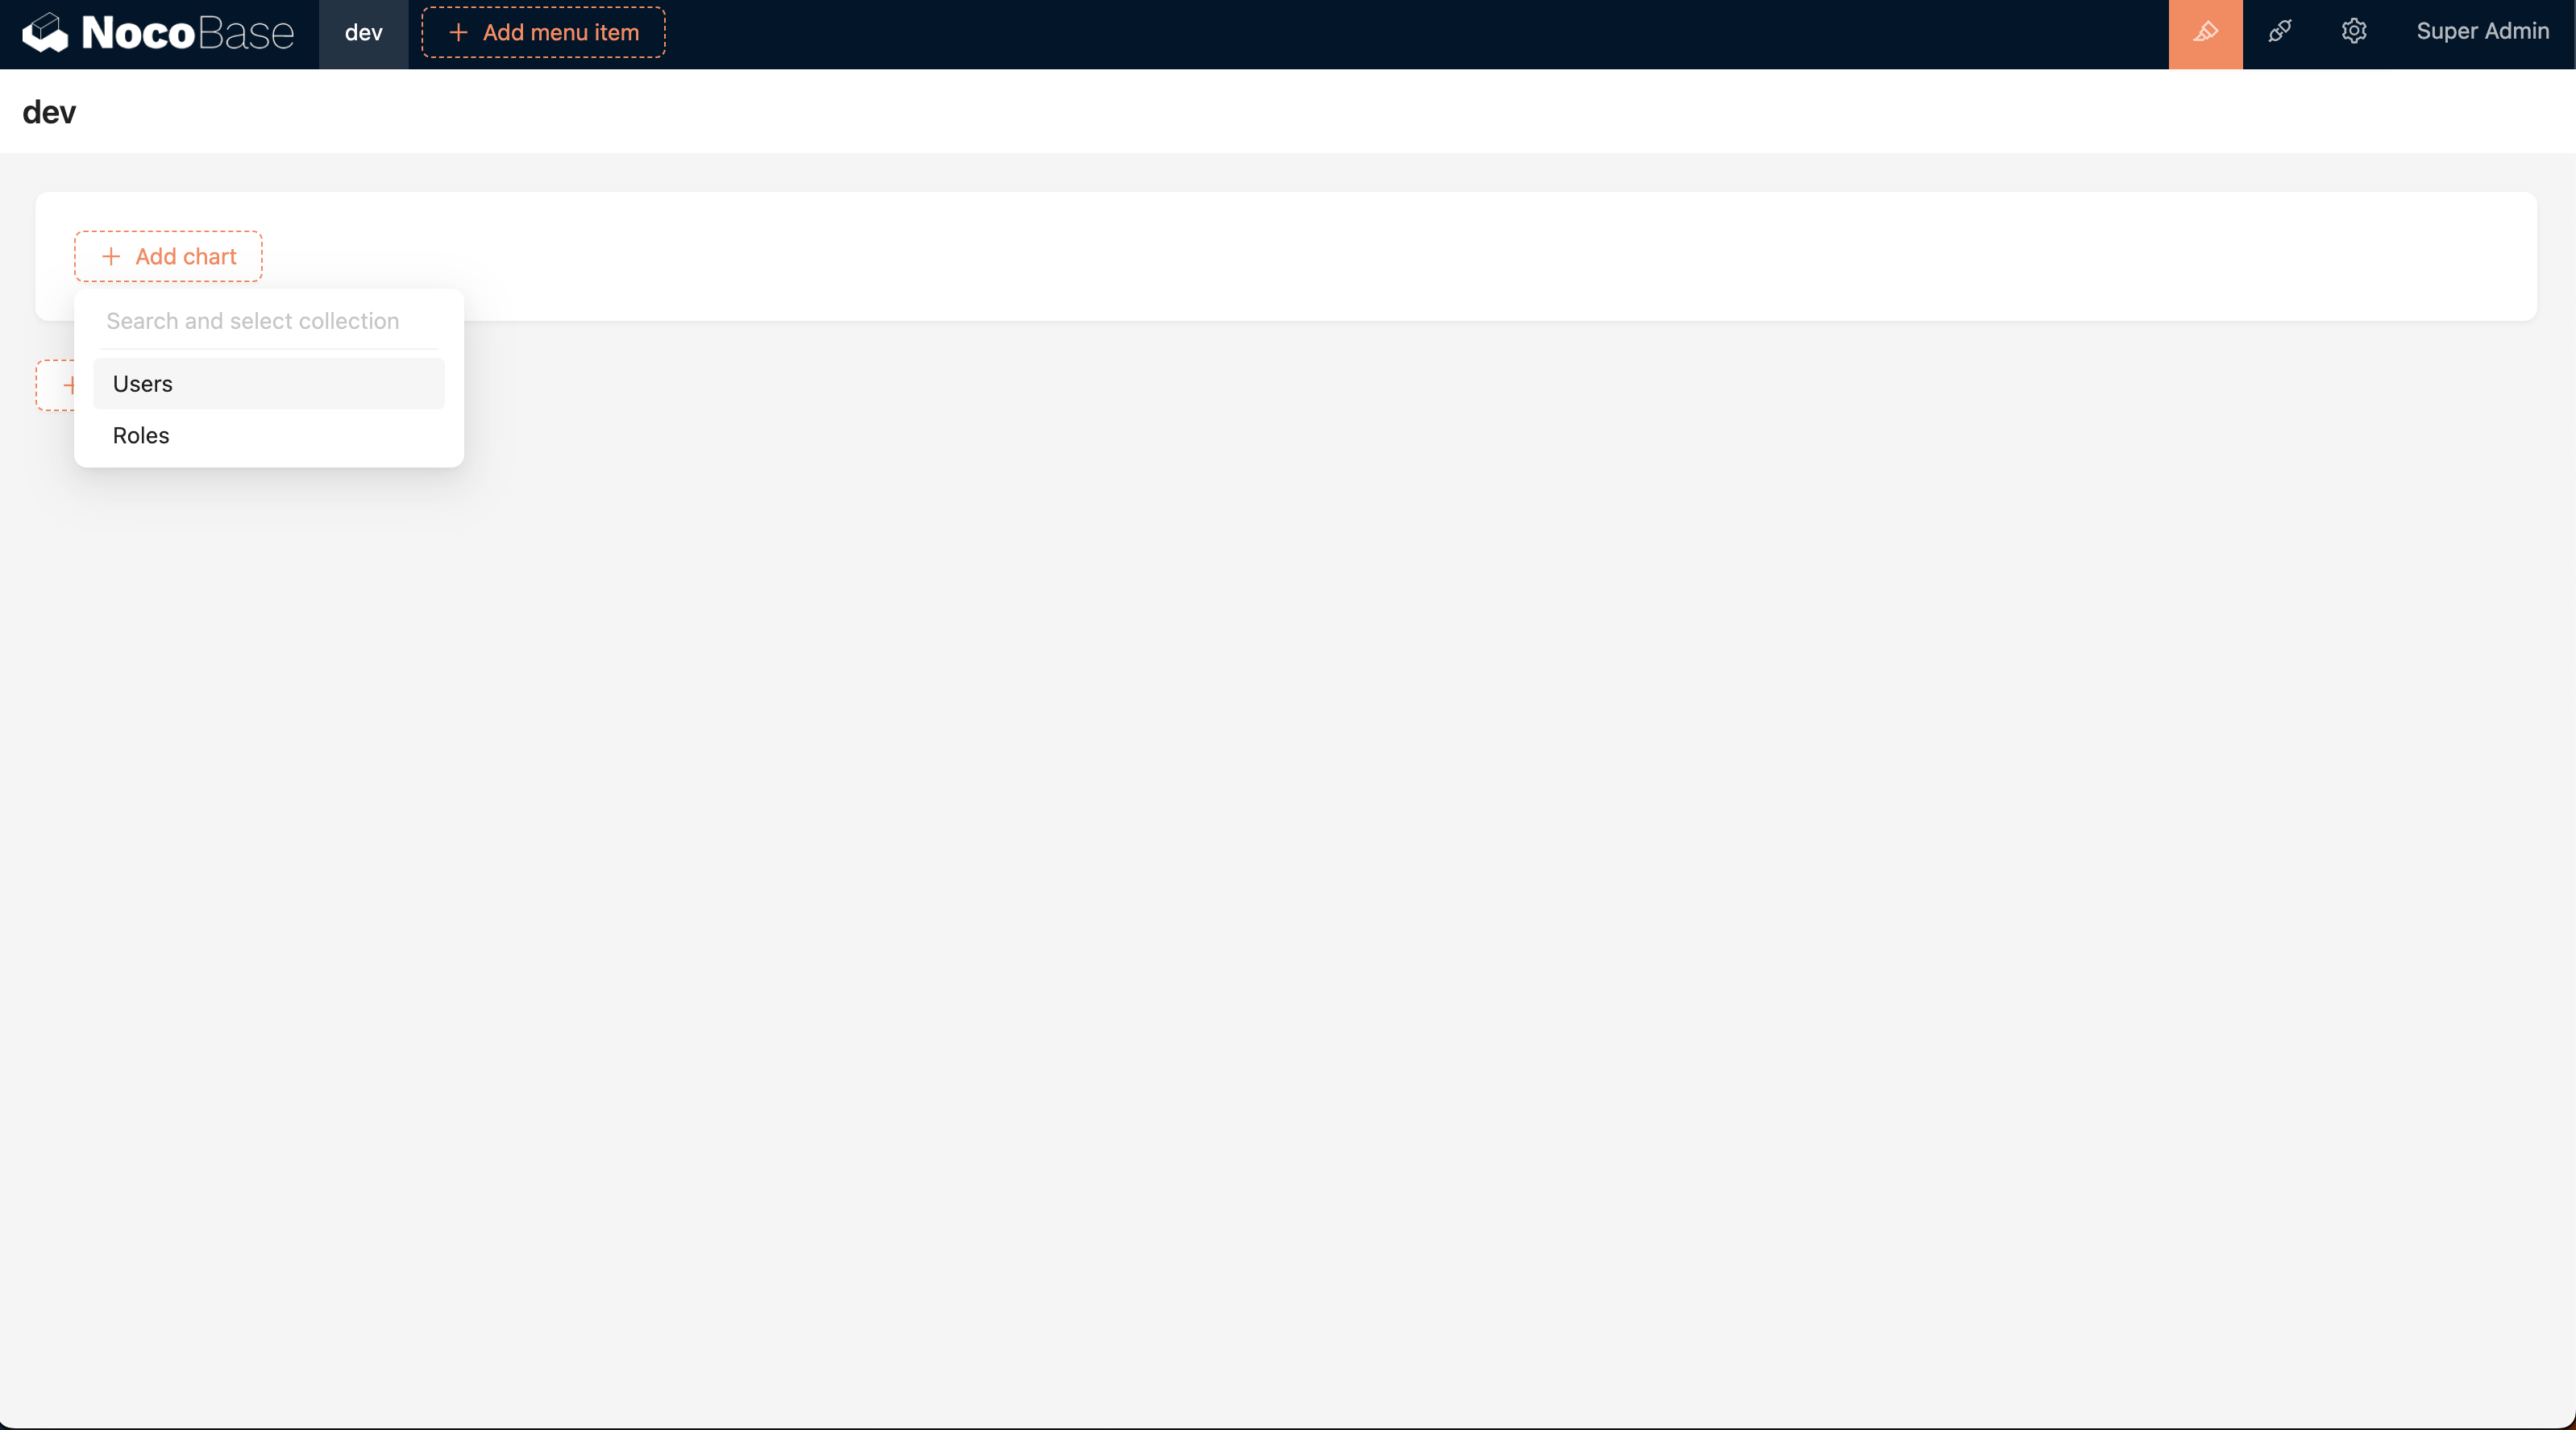 NocoBase dev + Add menu item Super Admin
dev
+ Add chart
Search and select collection
Users
Roles